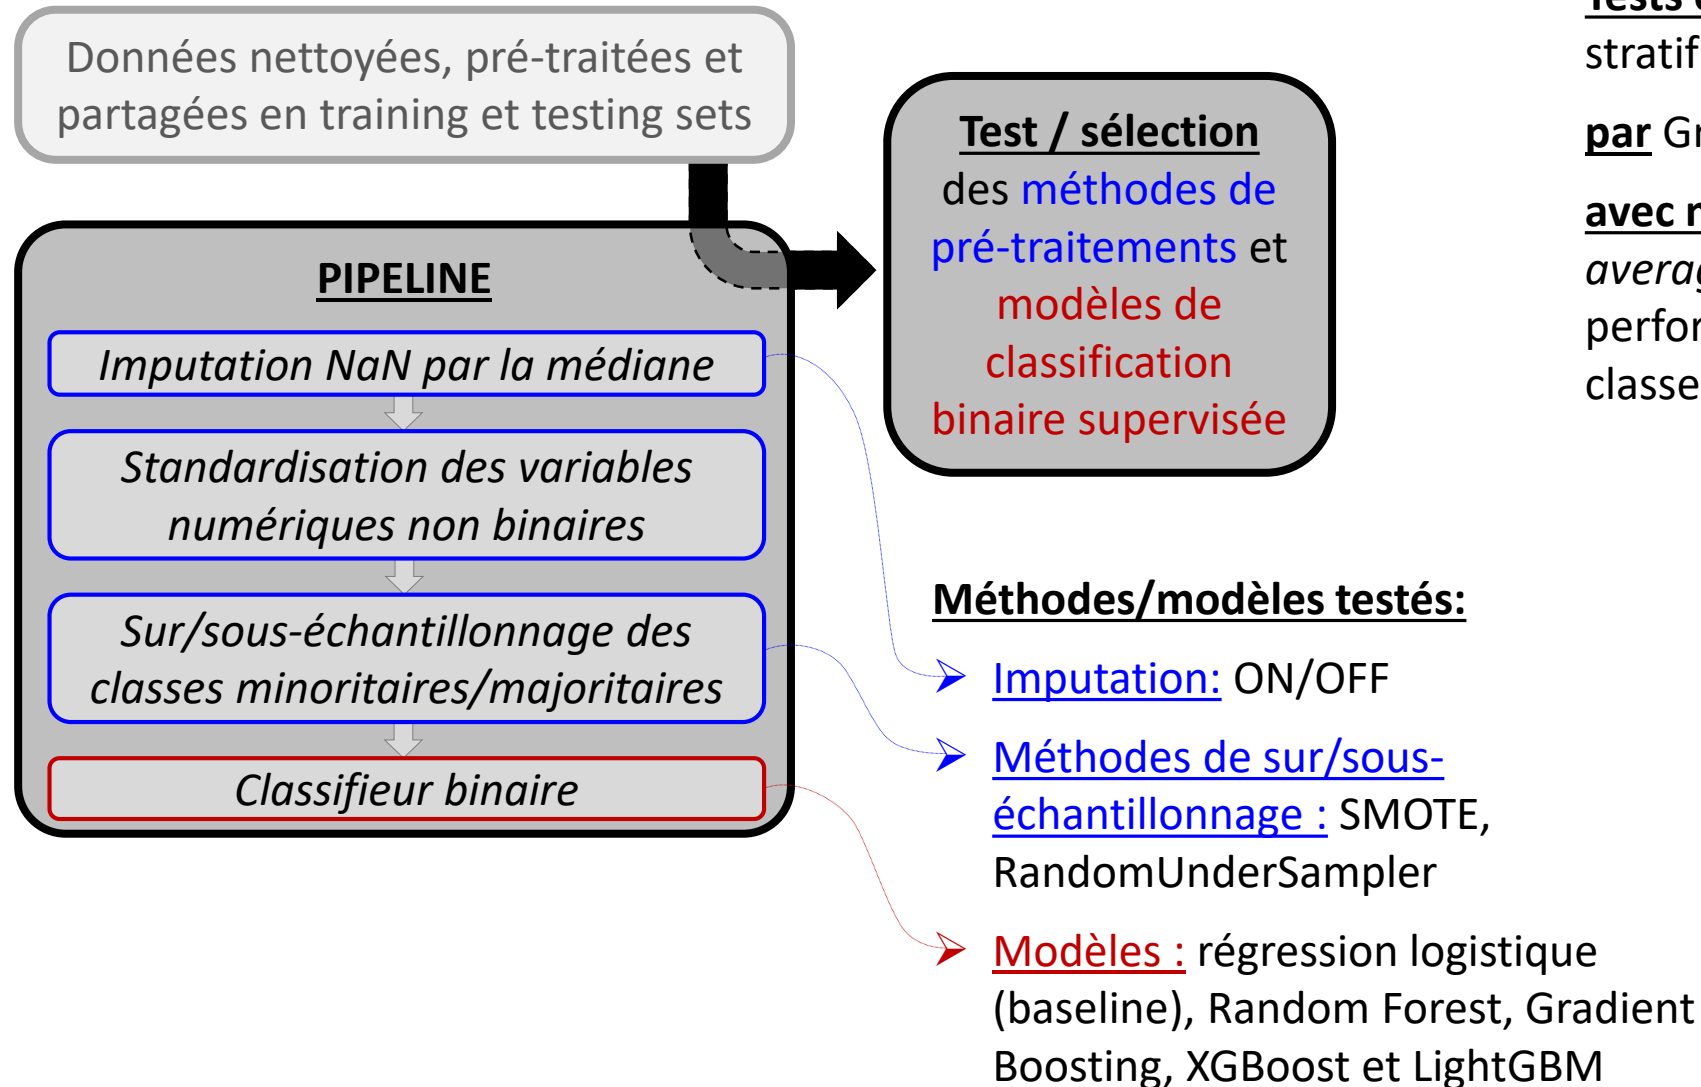 Données nettoyées, pré-traitées et
partagées en training et testing sets
PIPELINE
Imputation NaN par la médiane
Standardisation des variables
numériques non binaires
Sur/sous-échantillonnage des
classes minoritaires/majoritaires
Classifieur binaire
Test / sélection
des méthodes de
pré-traitements et
modèles de
classification
binaire supervisée
Tests
stratif
par Gr
avec
averag
perfor
classe
Méthodes/modèles testés:
Imputation: ON/OFF
Méthodes de sur/sous-
échantillonnage : SMOTE,
RandomUnderSampler
Modèles : régression logistique
(baseline), Random Forest, Gradient
Boosting, XGBoost et LightGBM